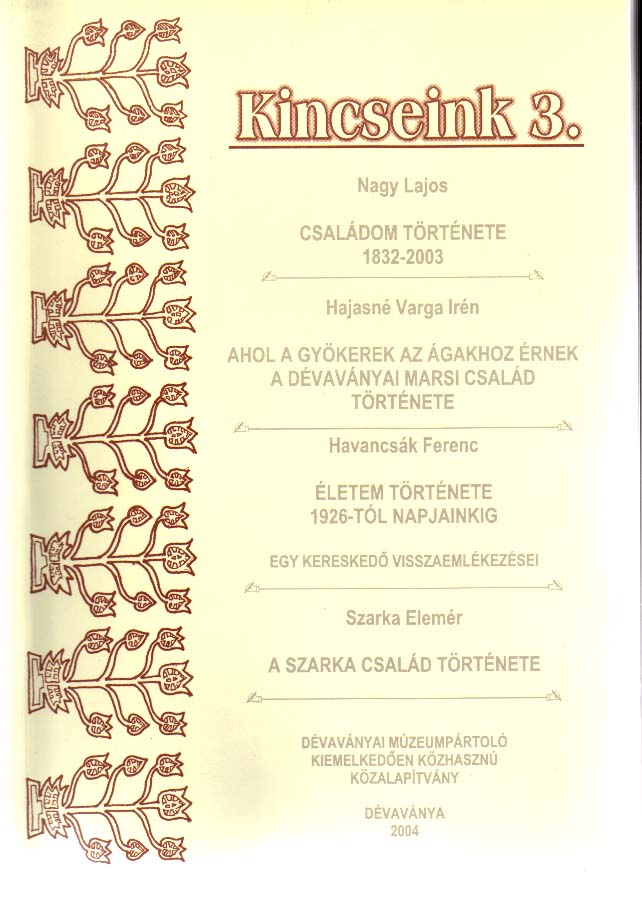 Kincseink 3.
Nagy Lajos
CSALÁDOM TÖRTÉNETE
1832-2003
Hajasné Varga Irén
AHOL A GYÖKEREK AZ ÁGAKHOZ ÉRNEK
A DÉVAVÁNYAI MARSI CSALÁD
TÖRTÉNETE
Havancsák Ferenc
ÉLETEM TÖRTÉNETE
1926-TÓL NAPJAINKIG
EGY KERESKEDŐ VISSZAEMLÉKEZÉSEI
Szarka Elemér
A SZARKA CSALÁD TÖRTÉNETE
DÉVAVÁNYAI MÚZEUMPÁRTOLÓ
KIEMELKEDŐEN KÖZHASZNÚ
KÖZALAPÍTVÁNY
DÉVAVÁNYA
2004